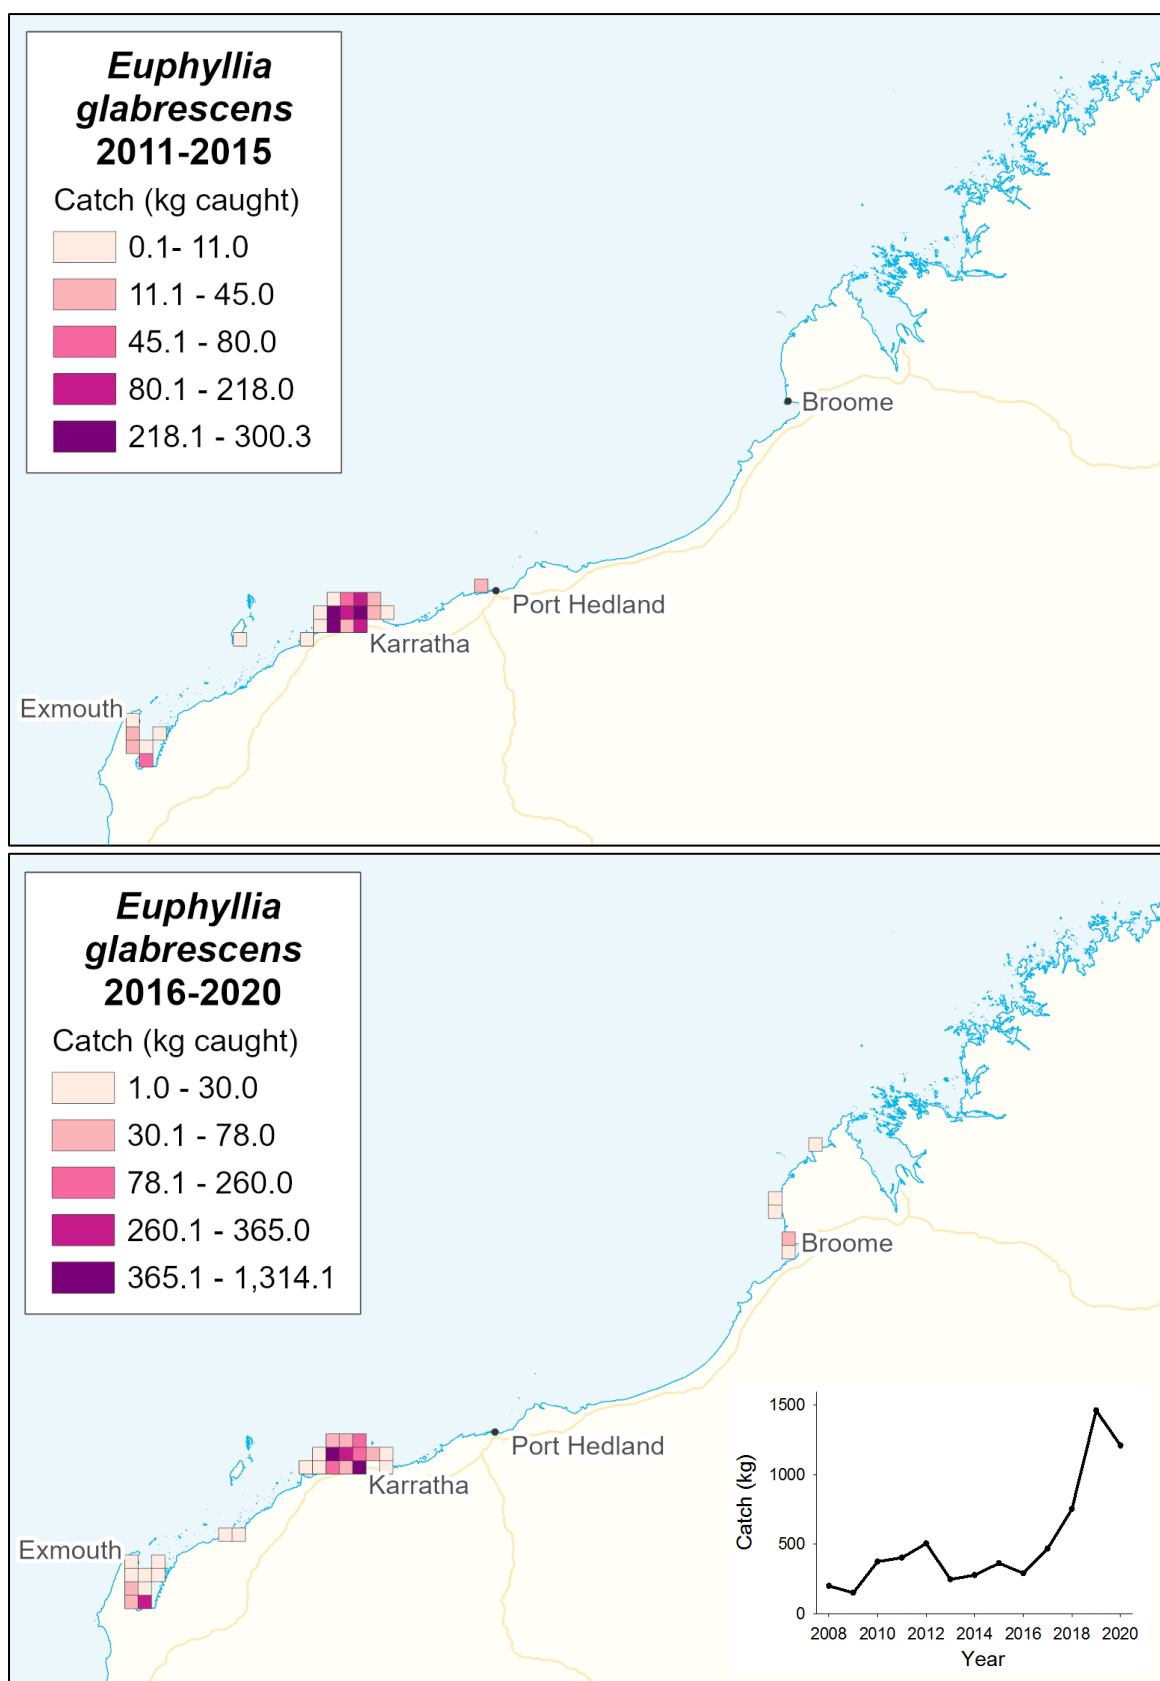 Euphyllia
glabrescens
2011-2015
Catch (kg caught)
0.1- 11.0
11.1 - 45.0
45.1 - 80.0
80.1 - 218.0
218.1 - 300.3
Broome
Port Hedland
Karratha
Exmouth
Euphyllia
glabrescens
2016-2020
Catch (kg caught)
1.0 - 30.0
30.1 - 78.0
78.1 - 260.0
260.1 - 365.0
365.1 - 1,314.1
Broome
Port Hedland
Karratha
Exmouth
Catch (kg)
1500
1000
500
0
2008 2010 2012 2014 2016 2018 2020
Year